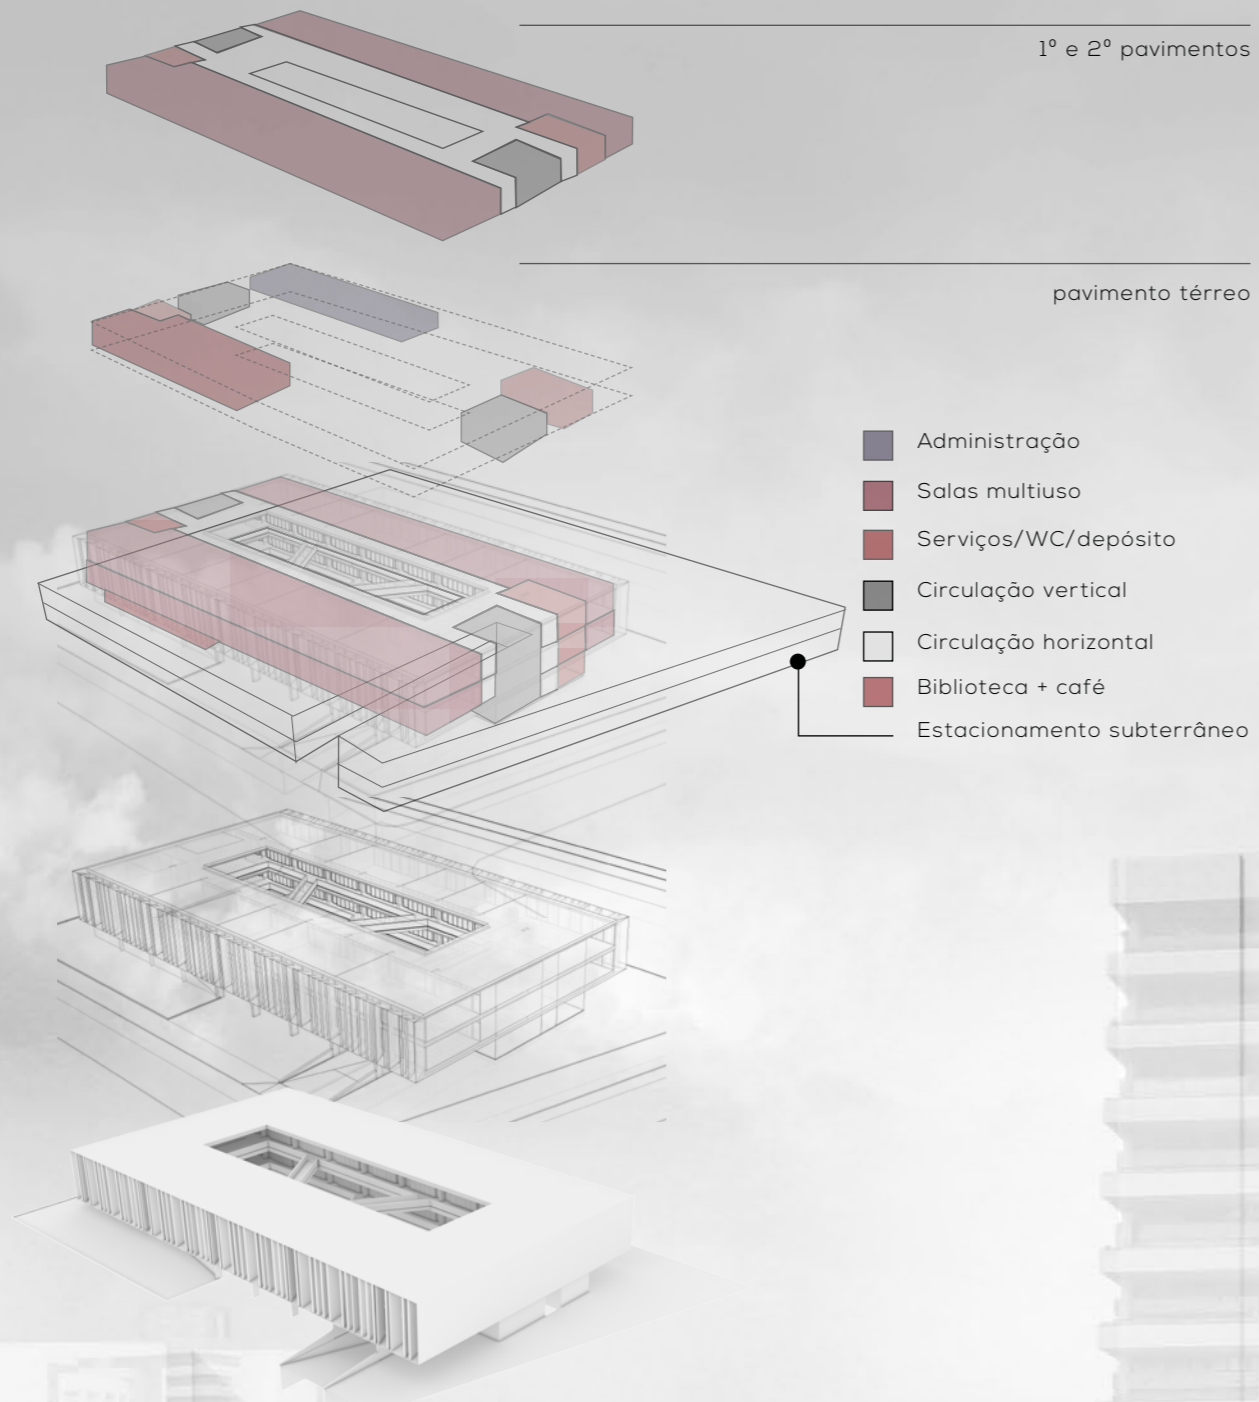 1º e 2º pavimentos
pavimento térreo
Administração
Salas multiuso
Serviços/WC/depósito
Circulação vertical
Circulação horizontal
Biblioteca + café
Estacionamento subterrâneo